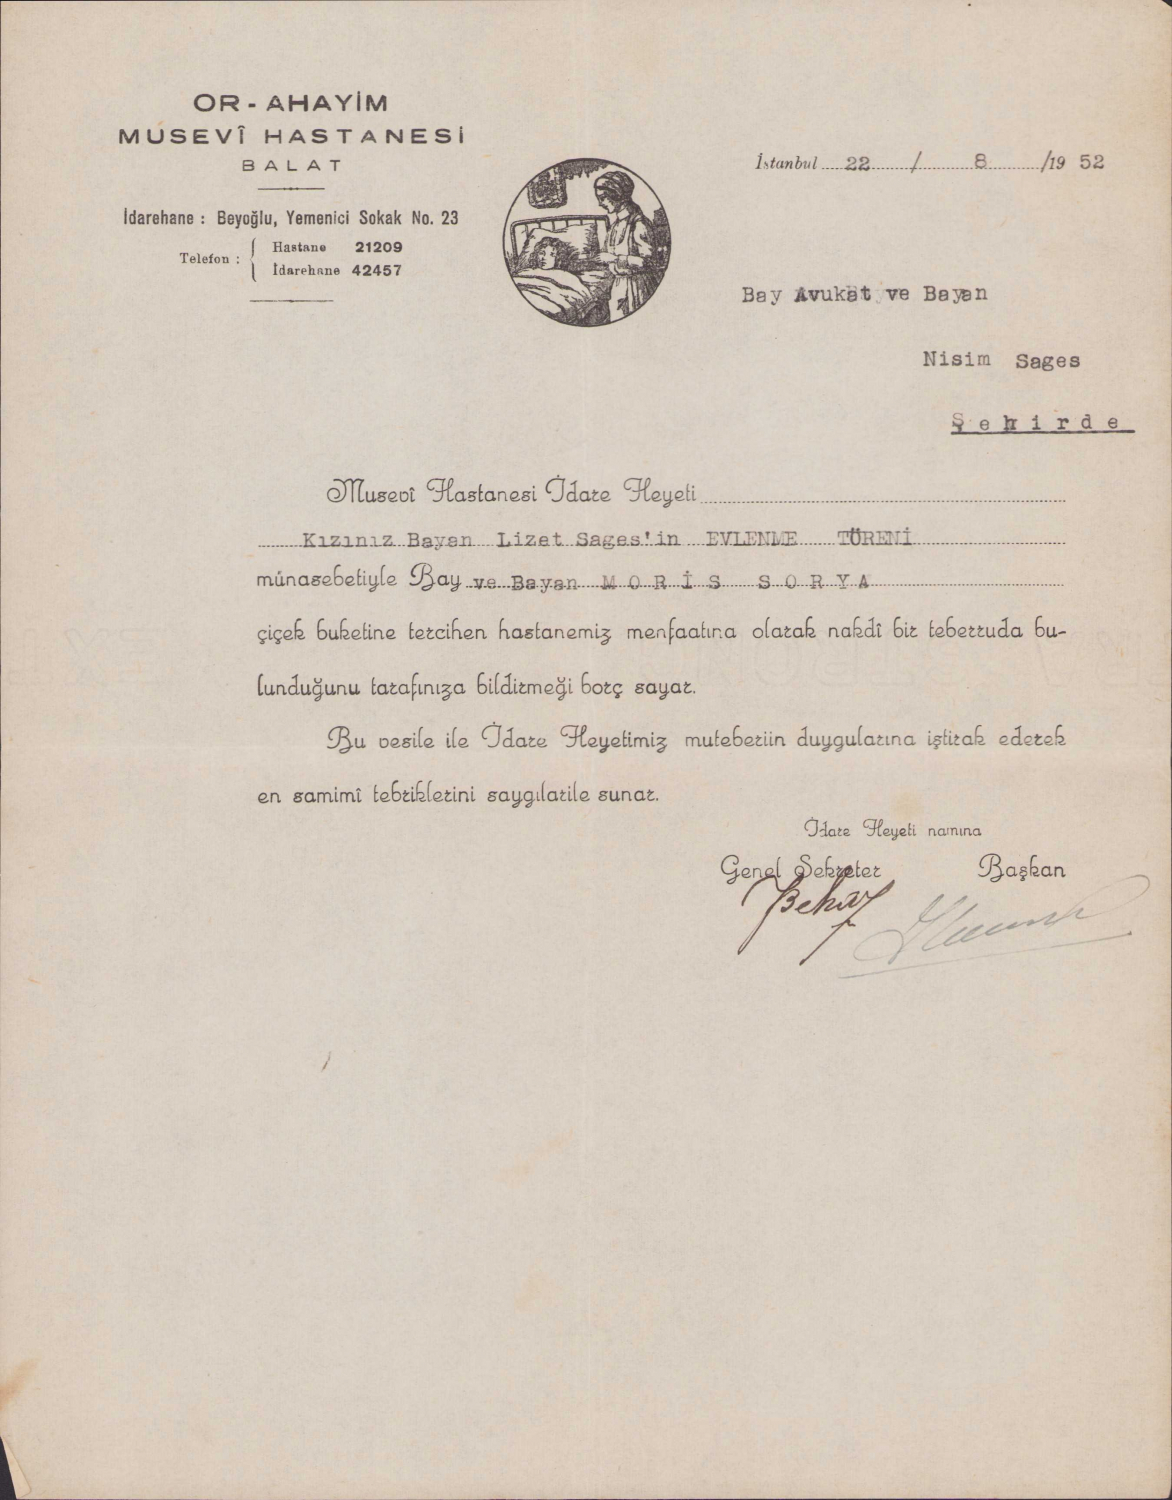 OR - AHAYİM
MUSEVÎ HASTANESİ
BALAT
İdarehane : Beyoğlu, Yemenici Sokak No. 23
Telefon : { Hastane 21209
İdarehane 42457
İstanbul 22 / 8 /19 52
Bay Avukat ve Bayan
Nisim Sages
Şehirde
Musevî Hastanesi İdare Heyeti
Kızınız Bayan Lizet Sages'in EVLENME TÖRENİ
münasebetiyle Bay ve Bayan MORİS SORYA
çiçek buketine tercihen hastanemiz menfaatına olarak nakdî bir teberruda bu-
lunduğunu tarafınıza bildirmeği borç sayar.
Bu vesile ile İdare Heyetimiz muteberiin duygularına iştirak ederek
en samimî tebriklerini saygılarile sunar.
İdare Heyeti namına
Genel Sekreter Başkan